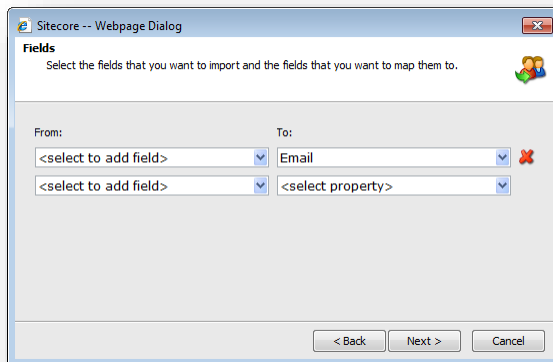 Sitecore -- Webpage Dialog
Fields
Select the fields that you want to import and the fields that you want to map them to.
From: To:
<select to add field> Email
<select to add field> <select property>
< Back Next > Cancel